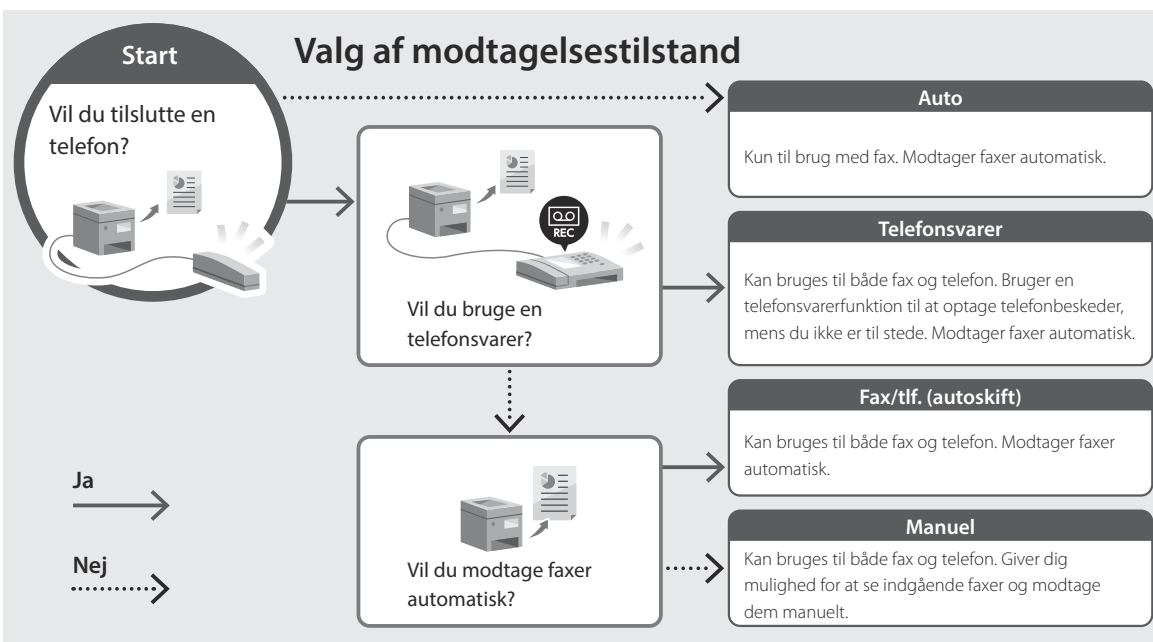 Valg af modtagelsestilstand
Start
Vil du tilslutte en
telefon?
REC
Vil du bruge en
telefonsvarer?
Vil du modtage faxer
automatisk?
Auto
Kun til brug med fax. Modtager faxer automatisk.
Telefonsvarer
Kan bruges til både fax og telefon. Bruger en
telefonsvarerfunktion til at optage telefonbeskeder,
mens du ikke er til stede. Modtager faxer automatisk.
Fax/tlf. (autoskift)
Kan bruges til både fax og telefon. Modtager faxer
automatisk.
Manuel
Kan bruges til både fax og telefon. Giver dig
mulighed for at se indgående faxer og modtage
dem manuelt.
Ja
Nej